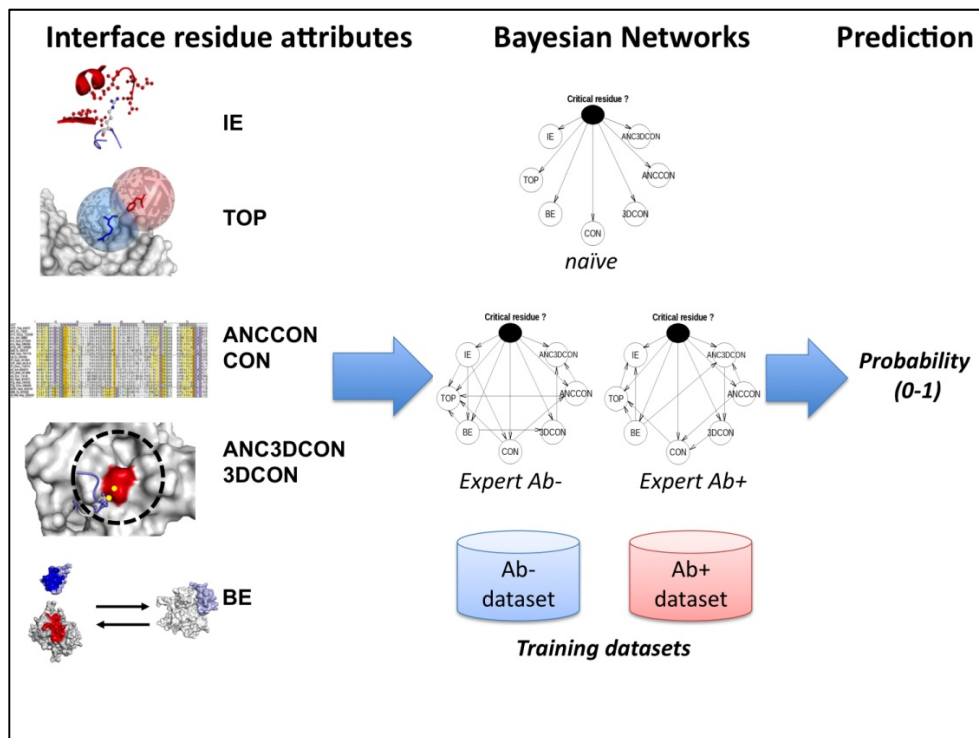 Interface residue attributes
Bayesian Networks
Prediction
IE
TOP
ANCCON
CON
ANC3DCON
3DCON
BE
Critical residue ?
IE
ANC3DCON
TOP
ANCCON
BE
3DCON
CON
naïve
Critical residue ?
IE
ANC3DCON
TOP
ANCCON
BE
3DCON
CON
Expert Ab-
Critical residue ?
IE
ANC3DCON
TOP
ANCCON
BE
3DCON
CON
Expert Ab+
Probability
(0-1)
Ab-
dataset
Ab+
dataset
Training datasets